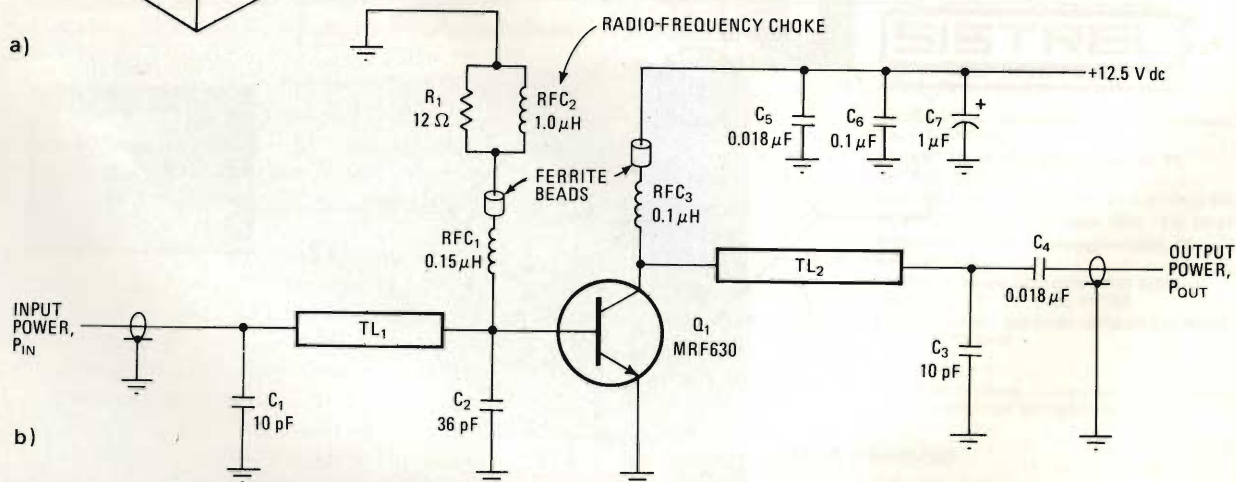 a)
RADIO-FREQUENCY CHOKE
+12.5 V dc
R1
12 Ω
RFC2
1.0 μH
C5
0.018 μF
C6
0.1 μF
C7
1 μF
+
FERRITE
BEADS
RFC3
0.1 μH
RFC1
0.15 μH
TL2
C4
0.018 μF
OUTPUT
POWER,
POUT
INPUT
POWER,
PIN
TL1
Q1
MRF630
C3
10 pF
C1
10 pF
C2
36 pF
b)